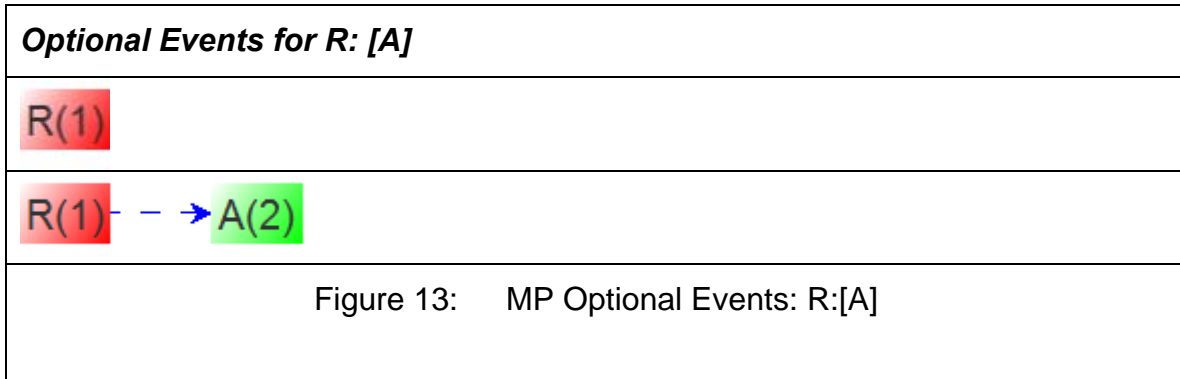 Optional Events for R: [A]
R(1)
R(1) A(2)
Figure 13: MP Optional Events: R:[A]